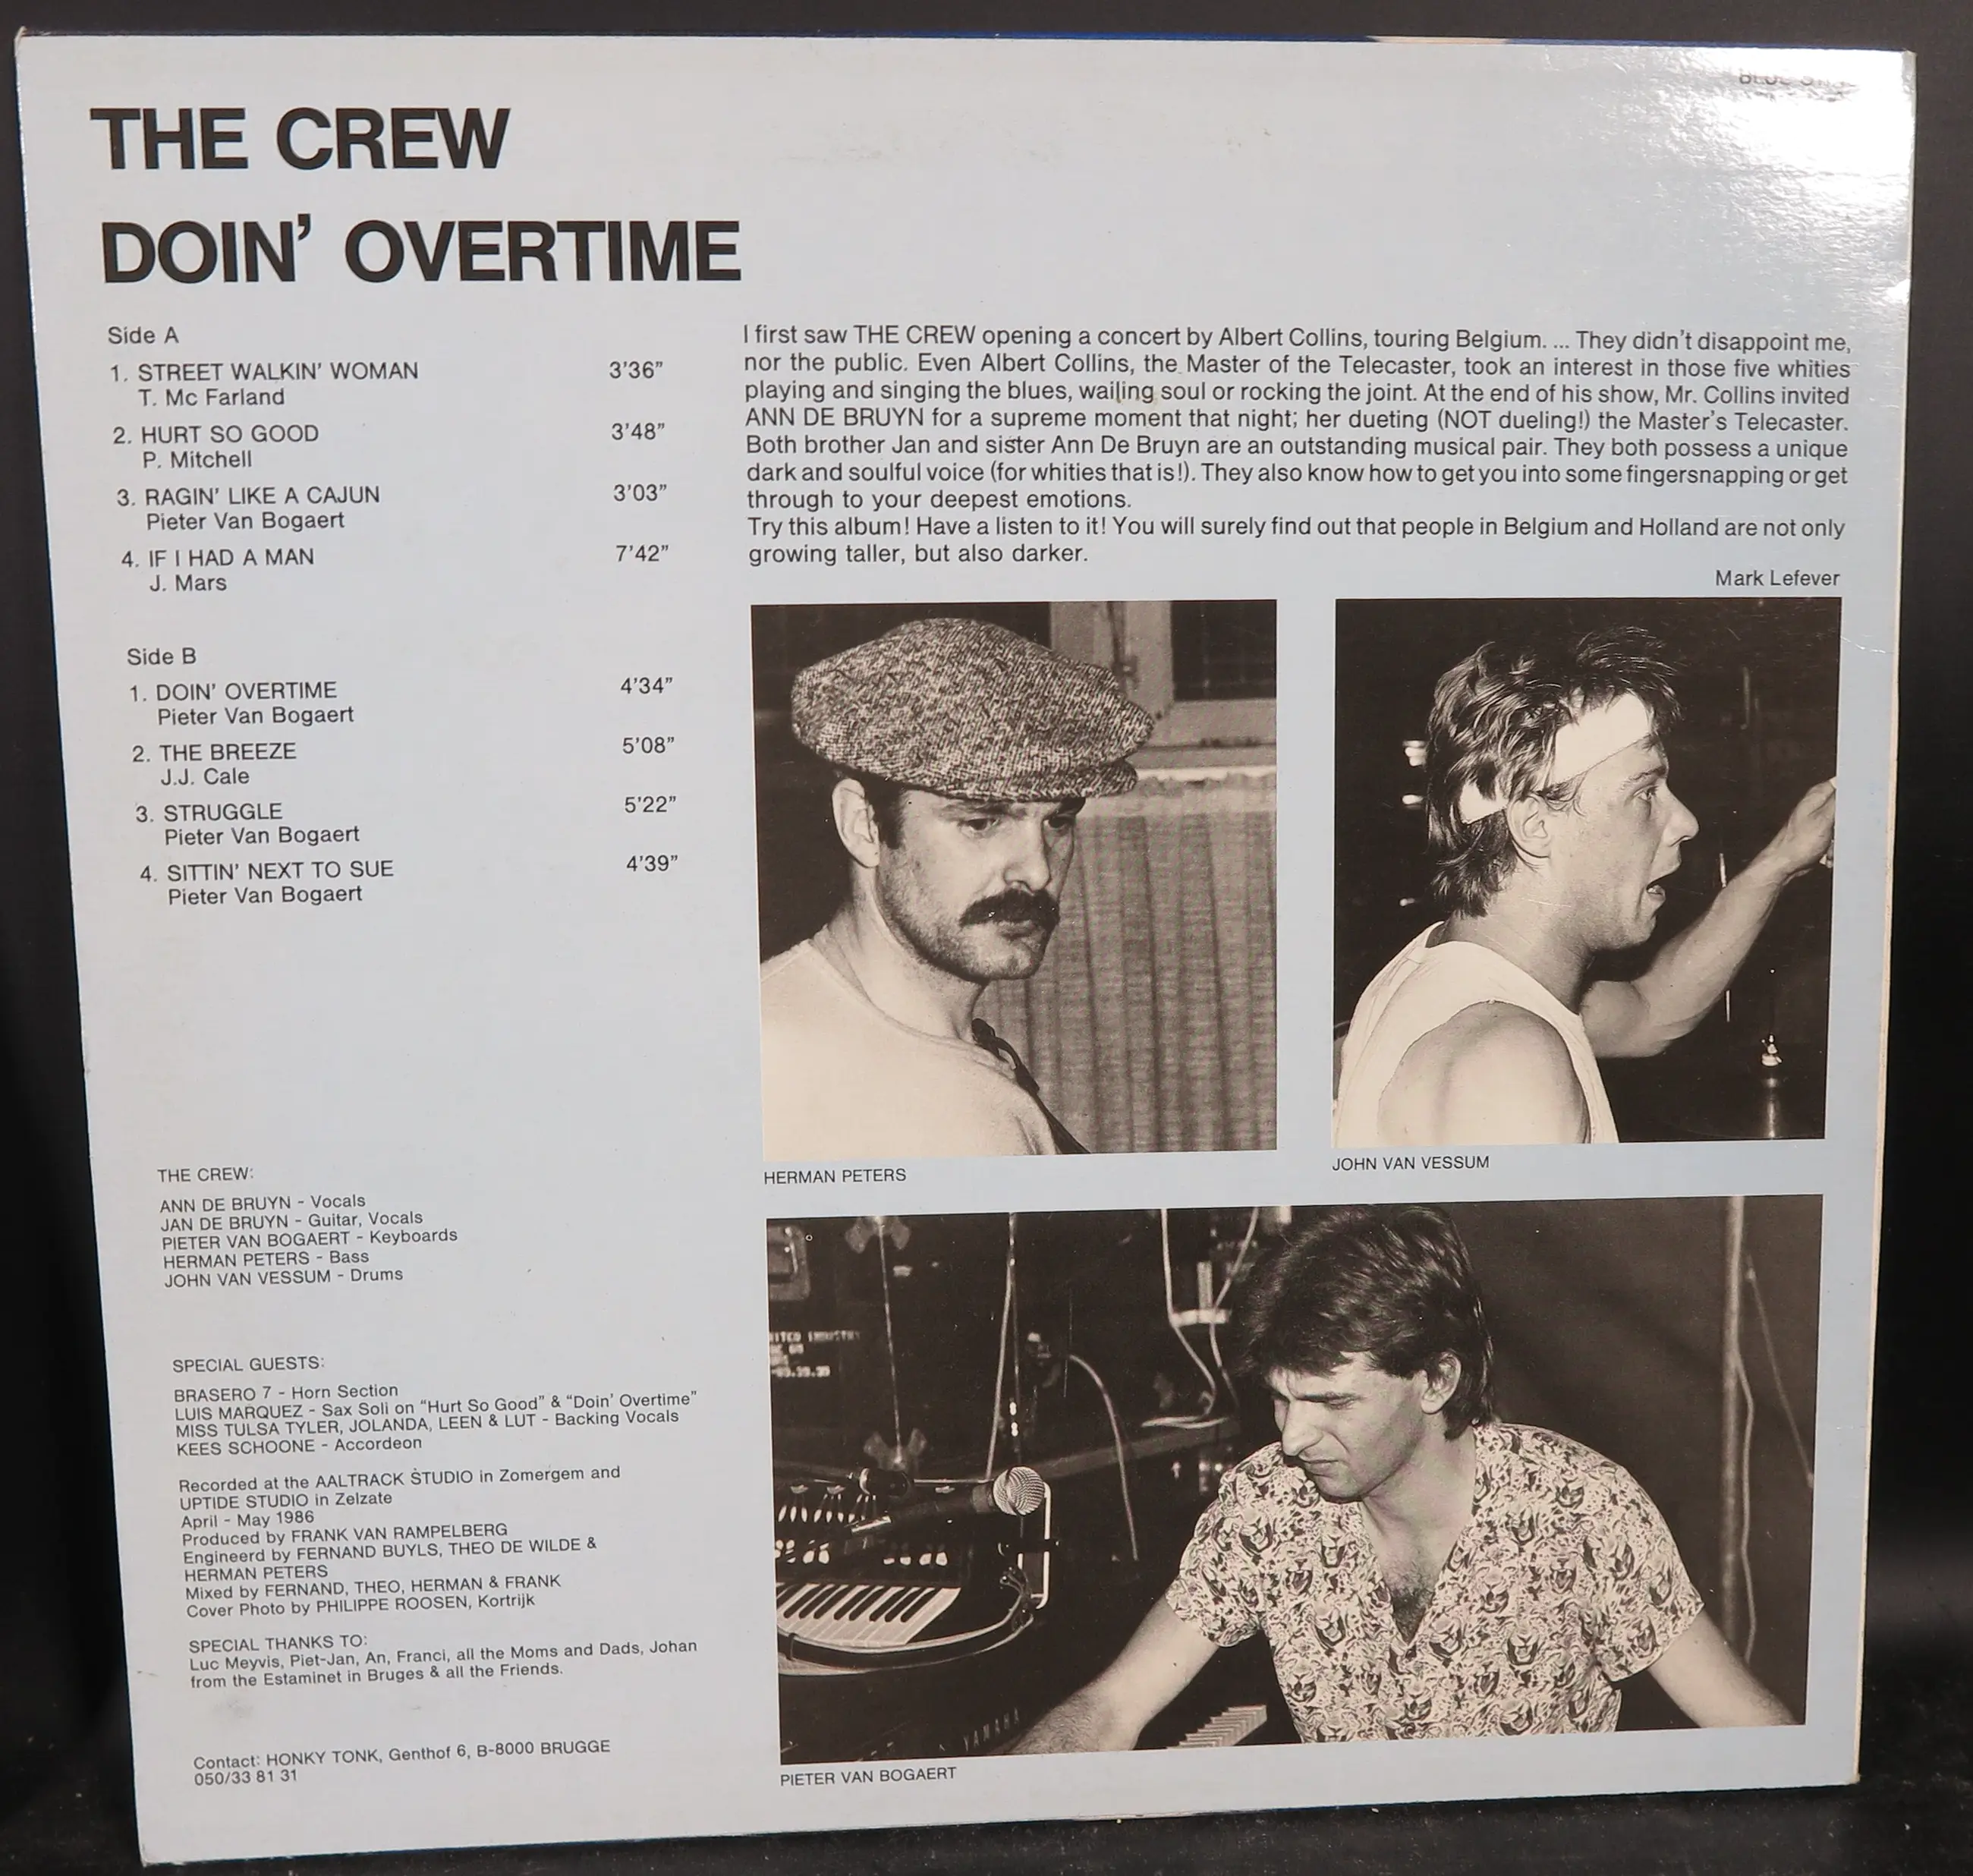 THE CREW
DOIN' OVERTIME
Side A
1. STREET WALKIN' WOMAN 3'36"
T. Mc Farland
2. HURT SO GOOD 3'48"
P. Mitchell
3. RAGIN' LIKE A CAJUN 3'03"
Pieter Van Bogaert
4. IF I HAD A MAN 7'42"
J. Mars
Side B
1. DOIN' OVERTIME 4'34"
Pieter Van Bogaert
2. THE BREEZE 5'08"
J.J. Cale
3. STRUGGLE 5'22"
Pieter Van Bogaert
4. SITTIN' NEXT TO SUE 4'39"
Pieter Van Bogaert
THE CREW:
ANN DE BRUYN - Vocals
JAN DE BRUYN - Guitar, Vocals
PIETER VAN BOGAERT - Keyboards
HERMAN PETERS - Bass
JOHN VAN VESSUM - Drums
SPECIAL GUESTS:
BRASERO 7 - Horn Section
LUIS MARQUEZ - Sax Soli on "Hurt So Good" & "Doin' Overtime"
MISS TULSA TYLER, JOLANDA, LEEN & LUT - Backing Vocals
KEES SCHOONE - Accordeon
Recorded at the AALTRACK STUDIO in Zomergem and
UPTIDE STUDIO in Zelzate
April - May 1986
Produced by FRANK VAN RAMPELBERG
Engineerd by FERNAND BUYLS, THEO DE WILDE &
HERMAN PETERS
Mixed by FERNAND, THEO, HERMAN & FRANK
Cover Photo by PHILIPPE ROOSEN, Kortrijk
SPECIAL THANKS TO:
Luc Meyvis, Piet-Jan, An, Franci, all the Moms and Dads, Johan
from the Estaminet in Bruges & all the Friends.
Contact: HONKY TONK, Genthof 6, B-8000 BRUGGE
050/33 81 31
I first saw THE CREW opening a concert by Albert Collins, touring Belgium. ... They didn't disappoint me,
nor the public. Even Albert Collins, the Master of the Telecaster, took an interest in those five whities
playing and singing the blues, wailing soul or rocking the joint. At the end of his show, Mr. Collins invited
ANN DE BRUYN for a supreme moment that night; her dueting (NOT dueling!) the Master's Telecaster.
Both brother Jan and sister Ann De Bruyn are an outstanding musical pair. They both possess a unique
dark and soulful voice (for whities that is!). They also know how to get you into some fingersnapping or get
through to your deepest emotions.
Try this album! Have a listen to it! You will surely find out that people in Belgium and Holland are not only
growing taller, but also darker.
Mark Lefever
HERMAN PETERS
JOHN VAN VESSUM
YAMAHA
PIETER VAN BOGAERT